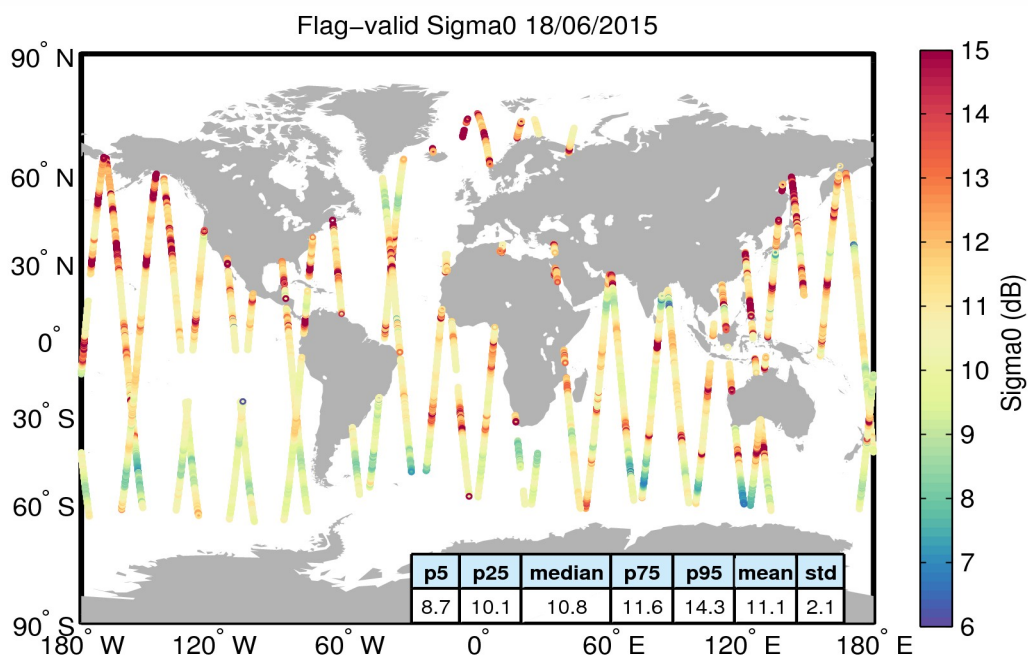 Flag−valid Sigma0 18/06/2015
90° N
60° N
30° N
0°
30° S
60° S
90° S
180° W
120° W
60° W
0°
60° E
120° E
180° E
15
14
13
12
11
10
9
8
7
6
Sigma0 (dB)
p5 p25 median p75 p95 mean std
8.7 10.1 10.8 11.6 14.3 11.1 2.1